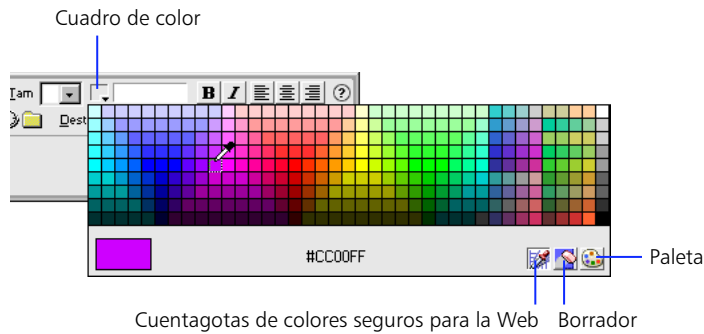 Cuadro de color
Tam
B I ?
Dest
#CC00FF
Paleta
Cuentagotas de colores seguros para la Web Borrador